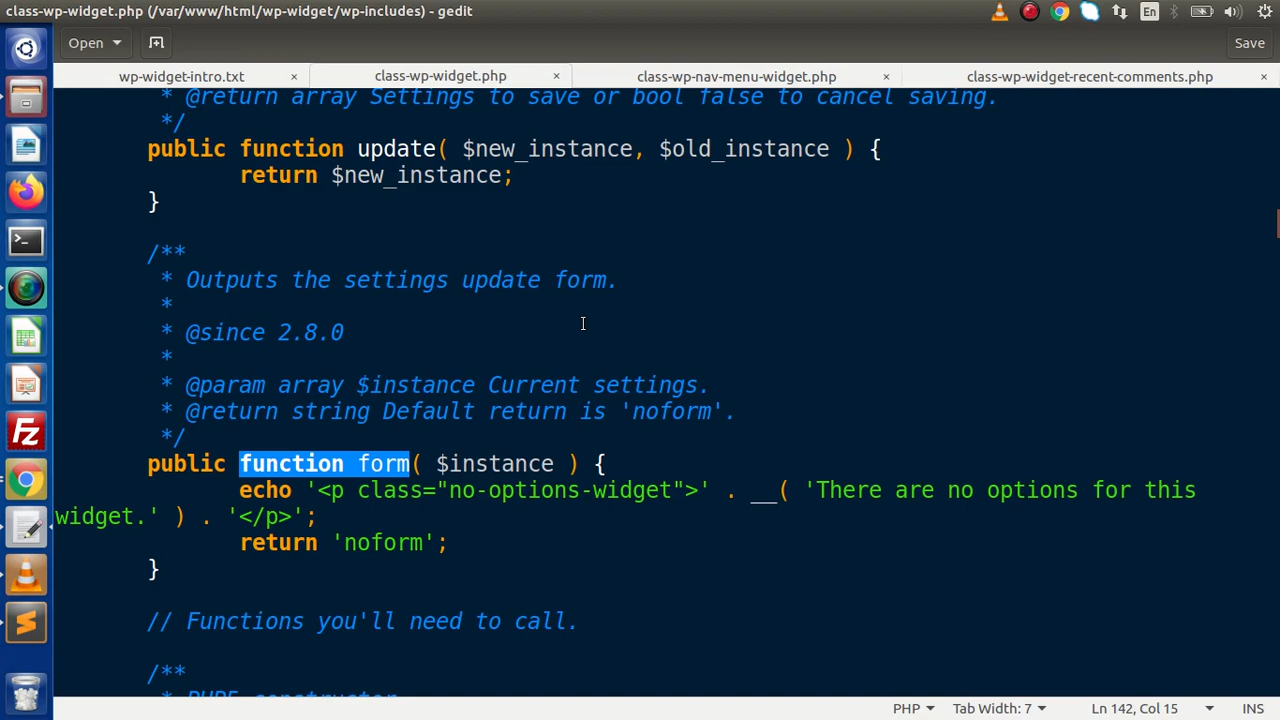 class-wp-widget.php (/var/www/html/wp-widget/wp-includes) - gedit
En
Open
Save
wp-widget-intro.txt × class-wp-widget.php × class-wp-nav-menu-widget.php × class-wp-widget-recent-comments.php ×
* @return array Settings to save or bool false to cancel saving.
*/
public function update( $new_instance, $old_instance ) {
return $new_instance;
}
/**
* Outputs the settings update form.
*
* @since 2.8.0
*
* @param array $instance Current settings.
* @return string Default return is 'noform'.
*/
public function form( $instance ) {
echo '<p class="no-options-widget">' . __( 'There are no options for this
widget.' ) . '</p>';
return 'noform';
}
// Functions you'll need to call.
/**
* PHP5 constructor
Fz
PHP Tab Width: 7 Ln 142, Col 15 INS